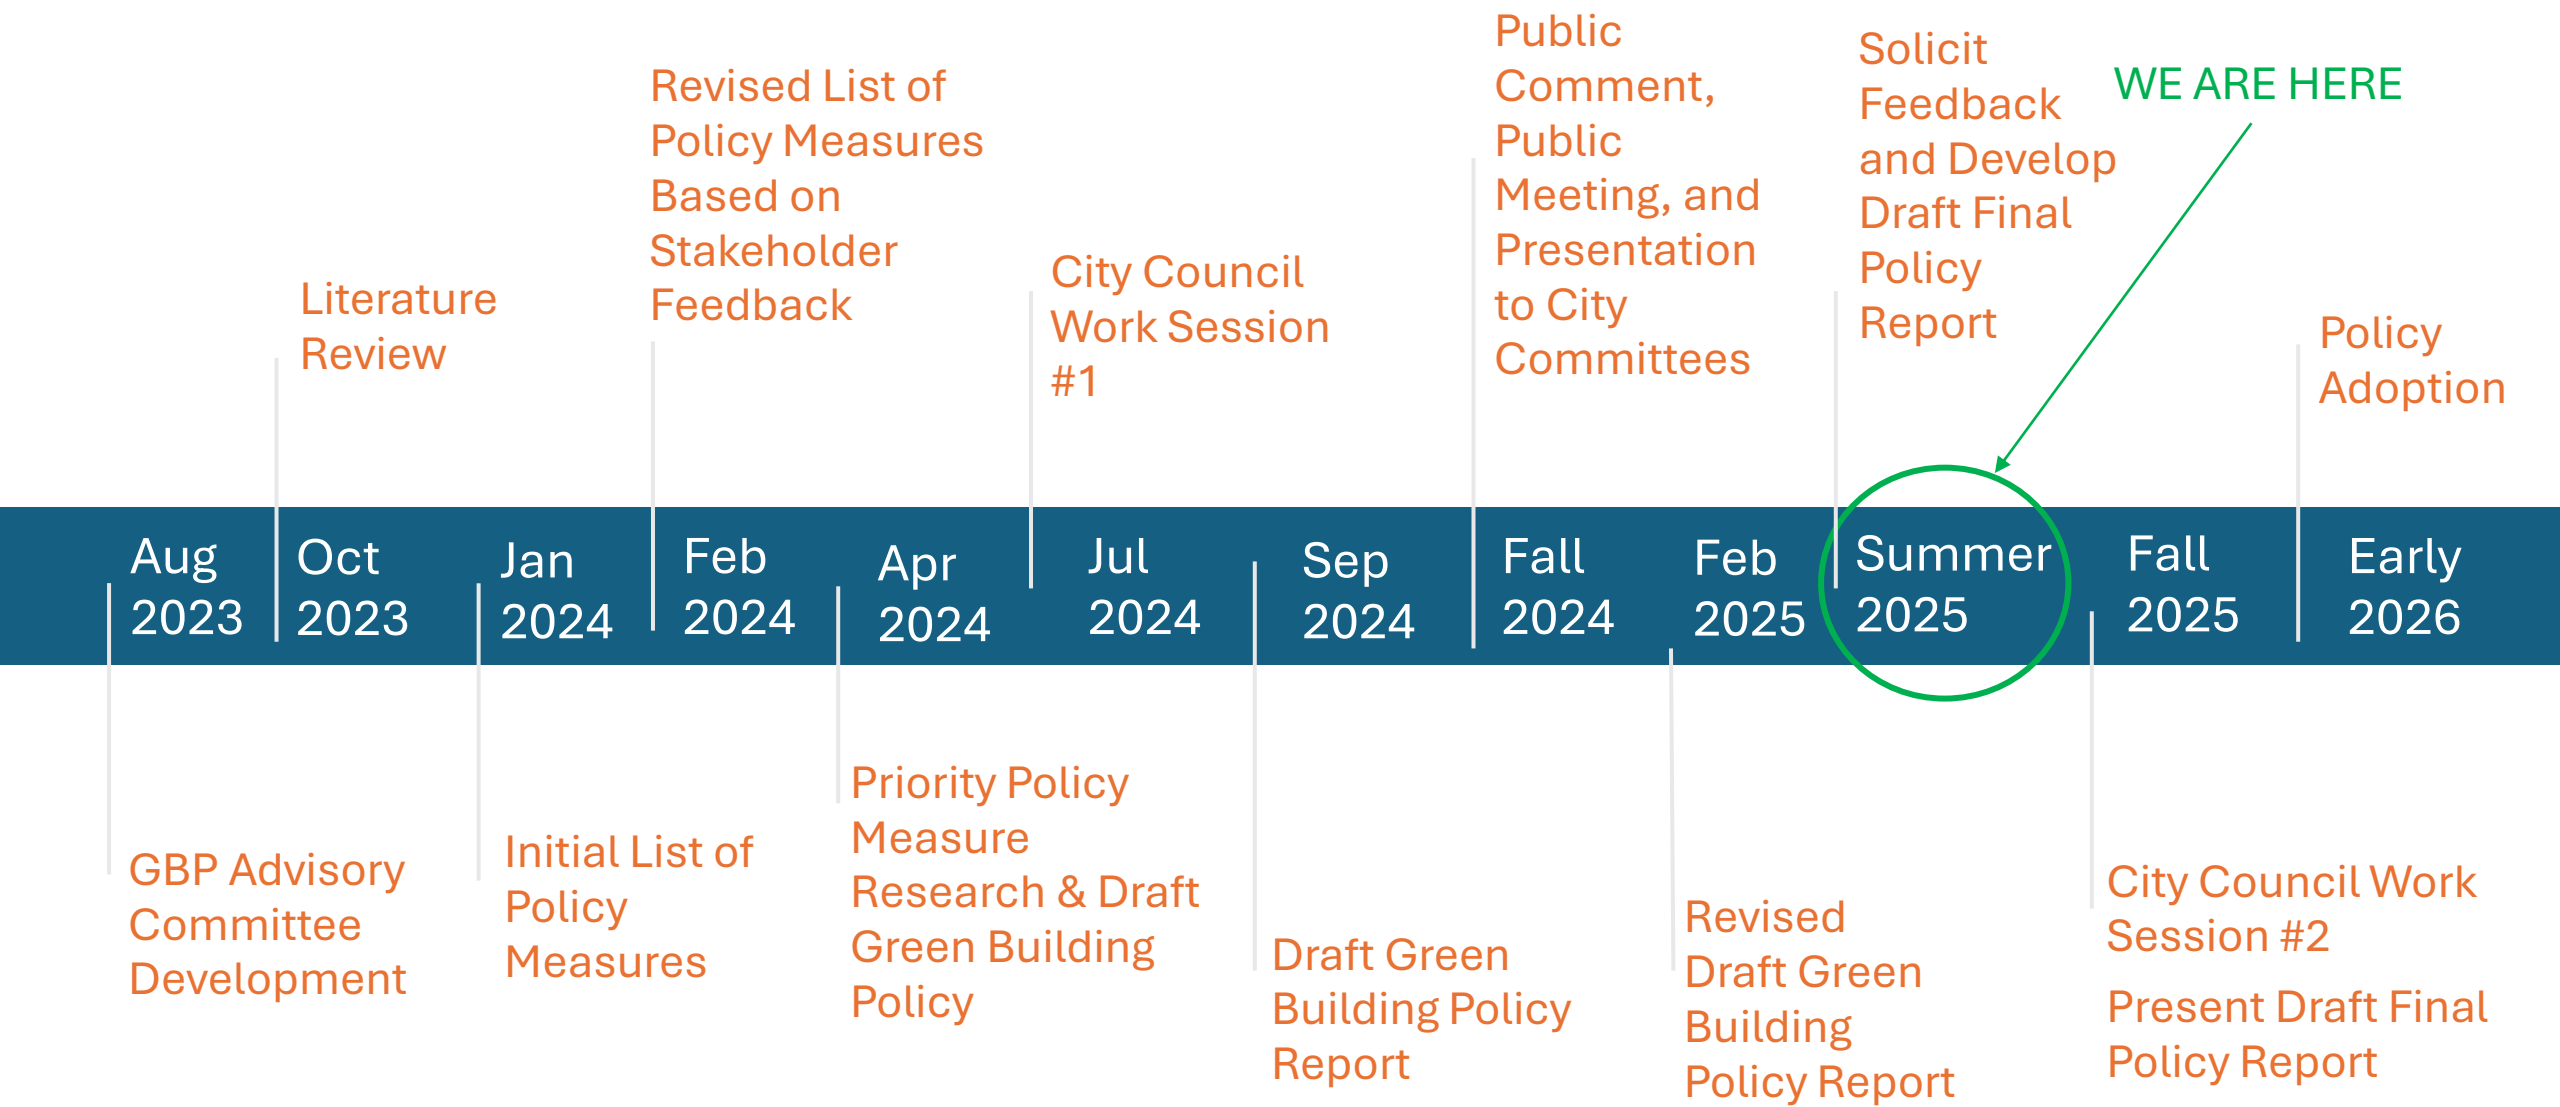 Public
Comment,
Public
Meeting, and
Presentation
to City
Committees
Solicit
Feedback
and Develop
Draft Final
Policy
Report
WE ARE HERE
Revised List of
Policy Measures
Based on
Stakeholder
Feedback
Literature
Review
City Council
Work Session
#1
Policy
Adoption
Aug
2023
Oct
2023
Jan
2024
Feb
2024
Apr
2024
Jul
2024
Sep
2024
Fall
2024
Feb
2025
Summer
2025
Fall
2025
Early
2026
GBP Advisory
Committee
Development
Initial List of
Policy
Measures
Priority Policy
Measure
Research & Draft
Green Building
Policy
Draft Green
Building Policy
Report
Revised
Draft Green
Building
Policy Report
City Council Work
Session #2
Present Draft Final
Policy Report